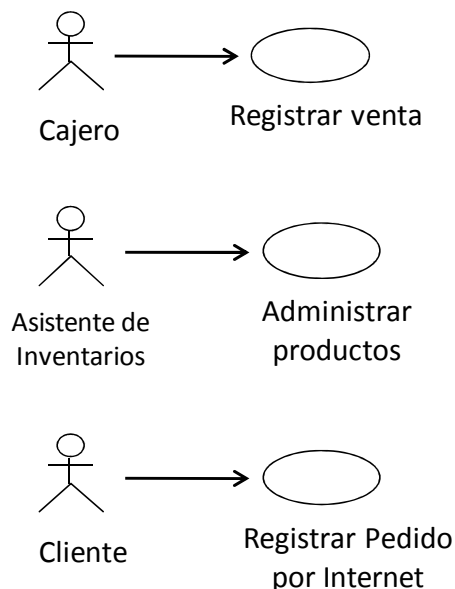 Cajero
Registrar venta
Asistente de
Inventarios
Administrar
productos
Cliente
Registrar Pedido
por Internet